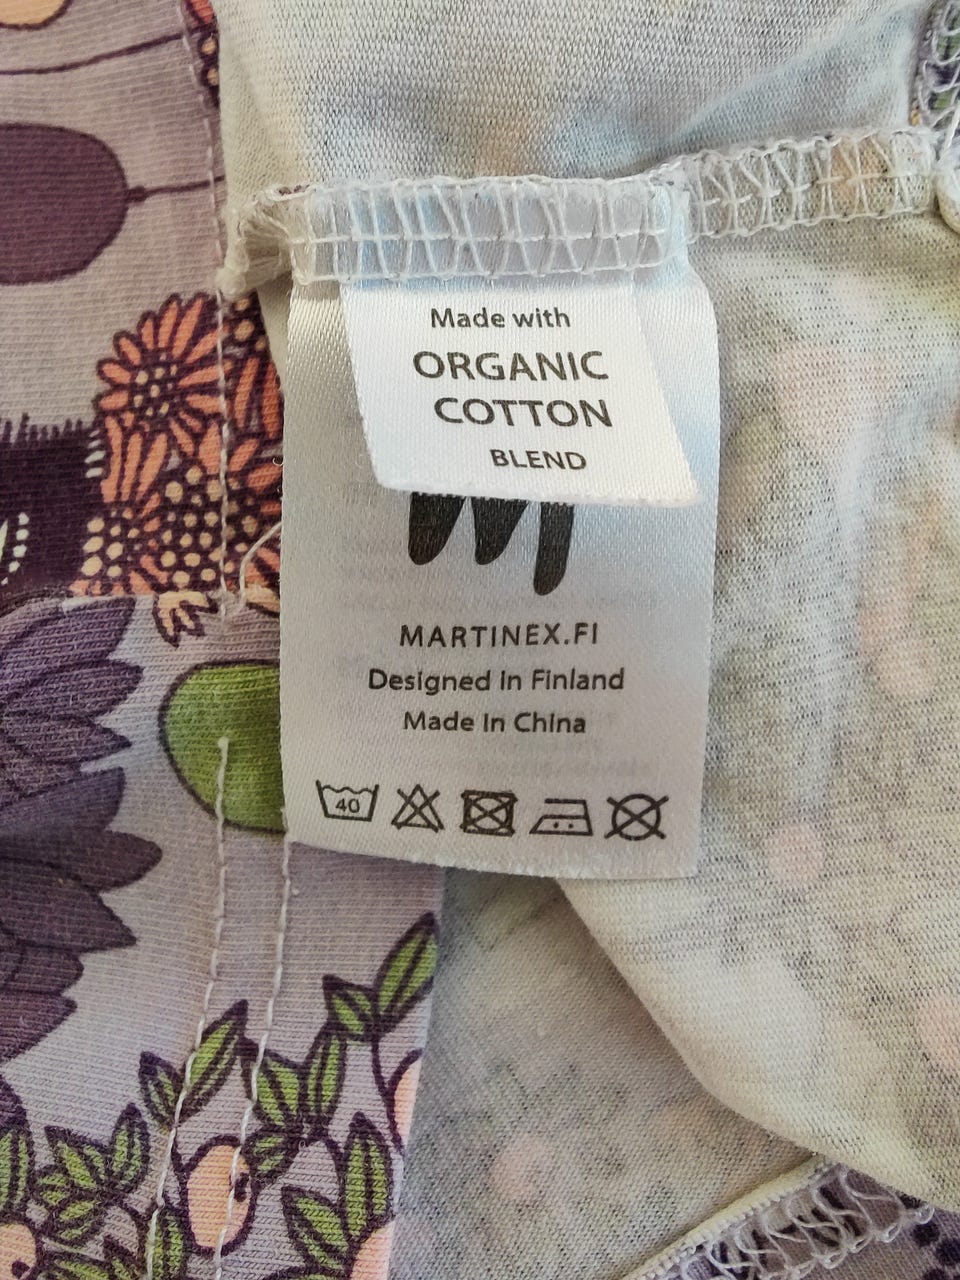 Made with
ORGANIC
COTTON
BLEND
MARTINEX.FI
Designed in Finland
Made in China
40